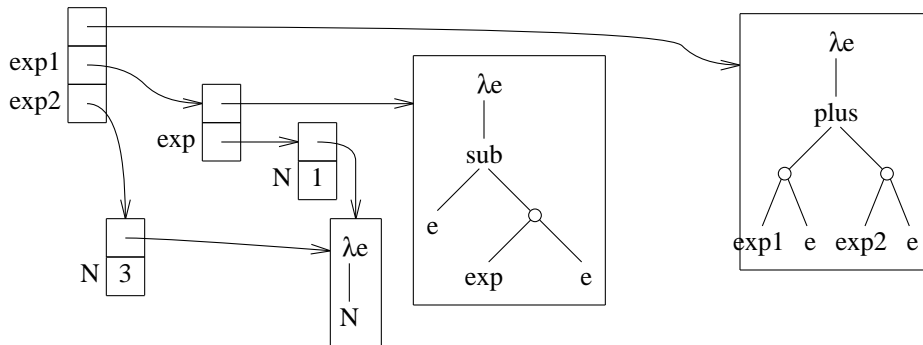 λe
λe
exp1
exp2
plus
exp
sub
N 1
e
exp1 e exp2 e
λe
N 3
exp e
N